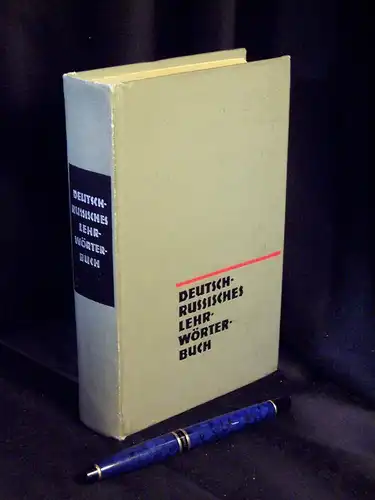 DEUTSCH-
RUSSISCHES
LEHR-
WÖRTER-
BUCH
DEUTSCH-
RUSSISCHES
LEHR-
WÖRTER-
BUCH